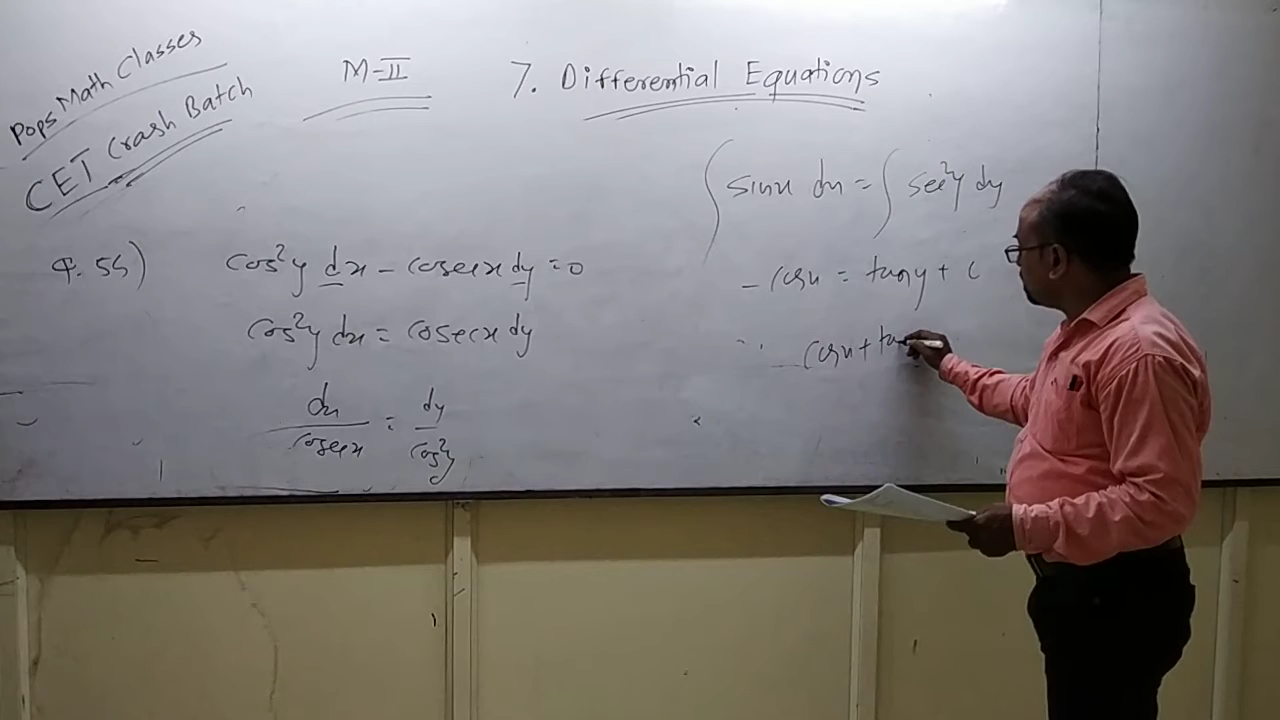 Pops Math Classes
CET Crash Batch
M-II
7. Differential Equations
Q. 55)
cos²y dx - cosecx dy = 0
cos²y dx = cosecx dy
dx/cosecx = dy/cos²y
∫ sinx dx = ∫ sec²y dy
- cosx = tany + c
∴ cosx + tan